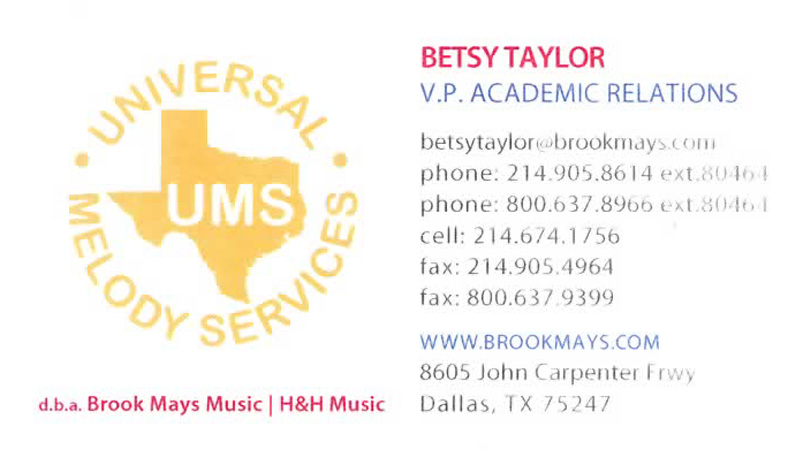 UNIVERSAL
UMS
MELODY SERVICES
d.b.a. Brook Mays Music | H&H Music
BETSY TAYLOR
V.P. ACADEMIC RELATIONS
betsytaylor@brookmays.com
phone: 214.905.8614 ext.80464
phone: 800.637.8966 ext.80464
cell: 214.674.1756
fax: 214.905.4964
fax: 800.637.9399
WWW.BROOKMAYS.COM
8605 John Carpenter Frwy
Dallas, TX 75247